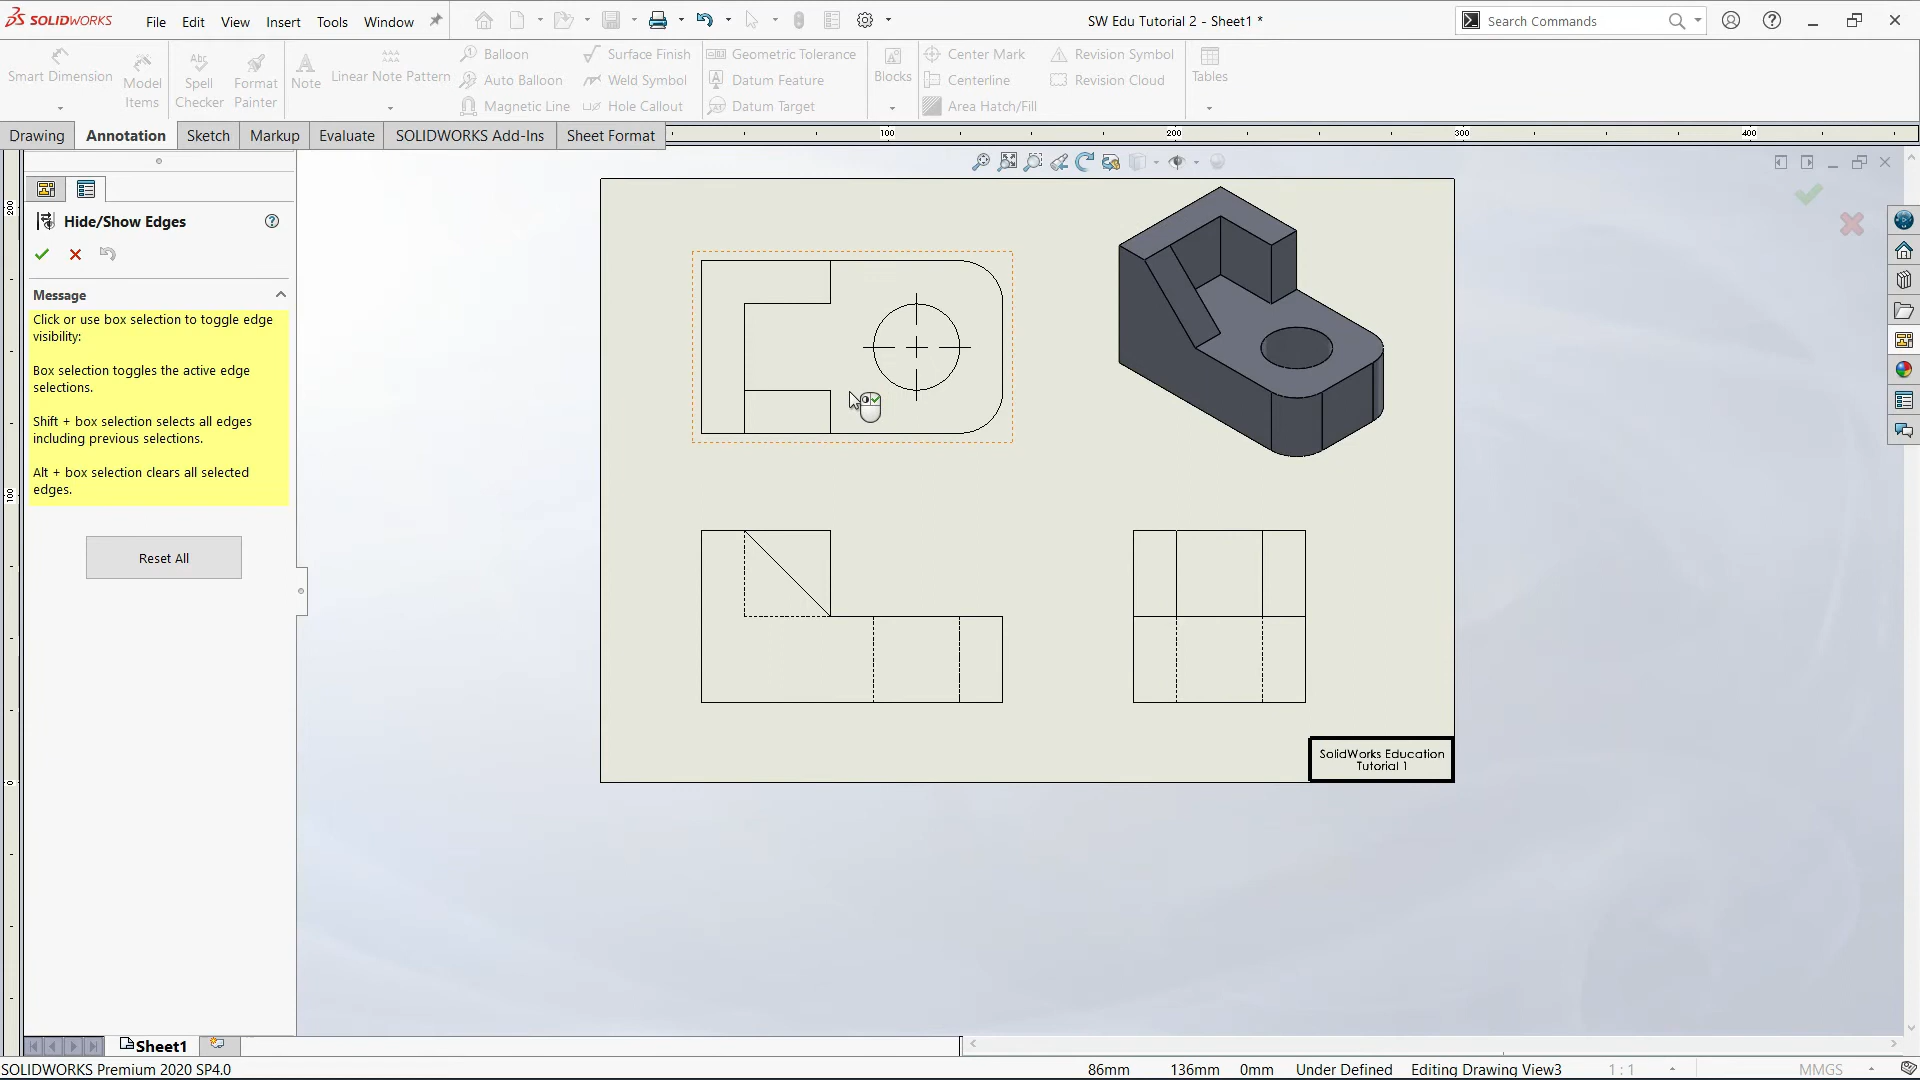 SOLIDWORKS File Edit View Insert Tools Window SW Edu Tutorial 2 - Sheet1 * Search Commands
Smart Dimension
Model Items
Spell Checker
Format Painter
Note
Linear Note Pattern
Balloon
Auto Balloon
Magnetic Line
Surface Finish
Weld Symbol
Hole Callout
Geometric Tolerance
Datum Feature
Datum Target
Blocks
Center Mark
Centerline
Area Hatch/Fill
Revision Symbol
Revision Cloud
Tables
Drawing Annotation Sketch Markup Evaluate SOLIDWORKS Add-Ins Sheet Format
100 200 300 400
200
100
0
Hide/Show Edges
Message
Click or use box selection to toggle edge
visibility:
Box selection toggles the active edge
selections.
Shift + box selection selects all edges
including previous selections.
Alt + box selection clears all selected
edges.
Reset All
SolidWorks Education
Tutorial 1
Sheet1
SOLIDWORKS Premium 2020 SP4.0 86mm 136mm 0mm Under Defined Editing Drawing View3 1 : 1 MMGS